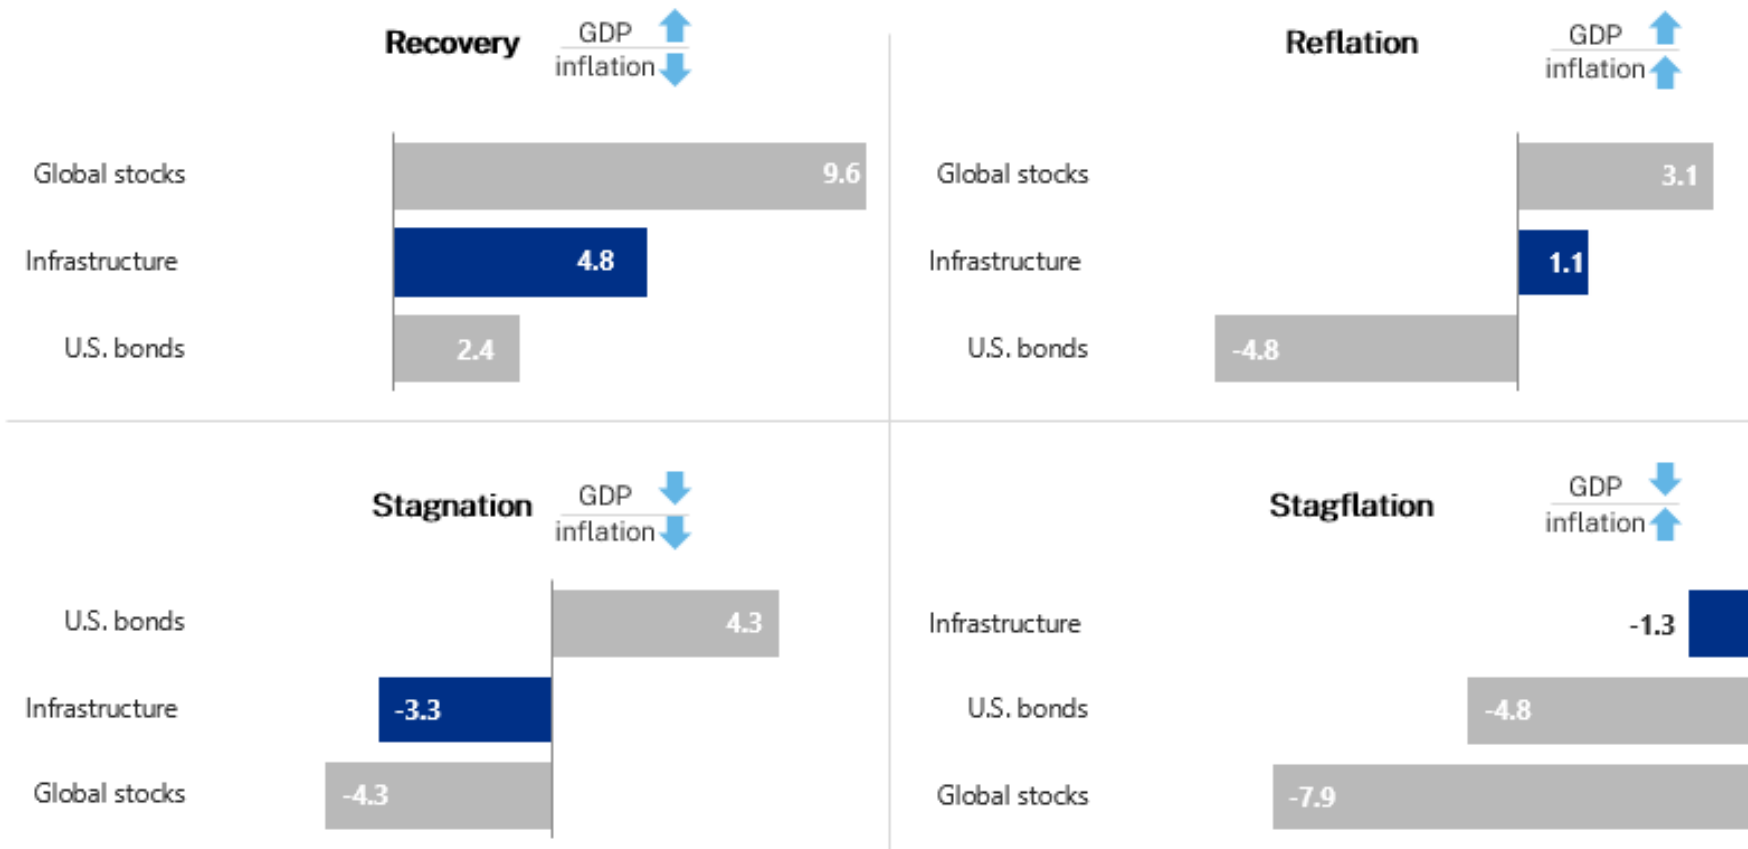 Recovery
GDP
inflation
Global stocks
9.6
Infrastructure
4.8
U.S. bonds
2.4
Reflation
GDP
inflation
Global stocks
3.1
Infrastructure
1.1
U.S. bonds
-4.8
Stagnation
GDP
inflation
U.S. bonds
4.3
Infrastructure
-3.3
Global stocks
-4.3
Stagflation
GDP
inflation
Infrastructure
-1.3
U.S. bonds
-4.8
Global stocks
-7.9